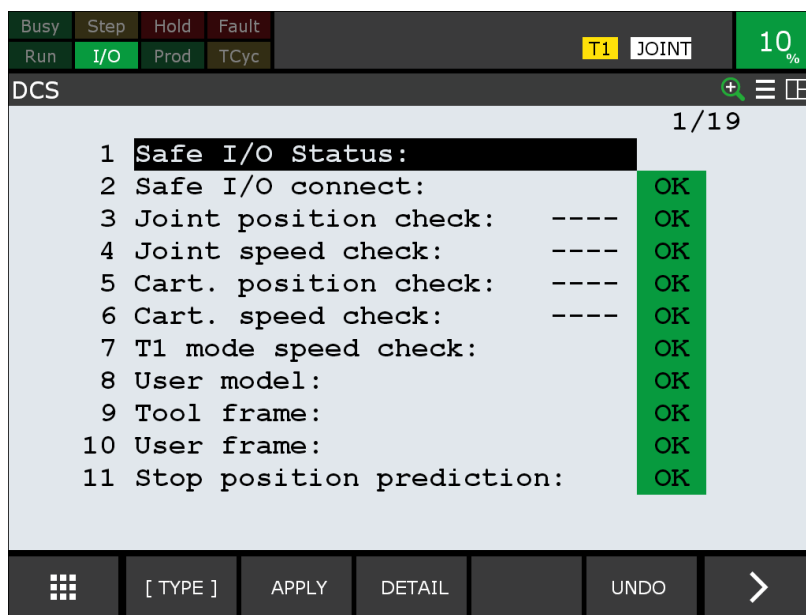 Busy Step Hold Fault
Run I/O Prod TCyc T1 JOINT 10%
DCS
1/19
1 Safe I/O Status:
2 Safe I/O connect: OK
3 Joint position check: ---- OK
4 Joint speed check: ---- OK
5 Cart. position check: ---- OK
6 Cart. speed check: ---- OK
7 T1 mode speed check: OK
8 User model: OK
9 Tool frame: OK
10 User frame: OK
11 Stop position prediction: OK
[ TYPE ] APPLY DETAIL UNDO